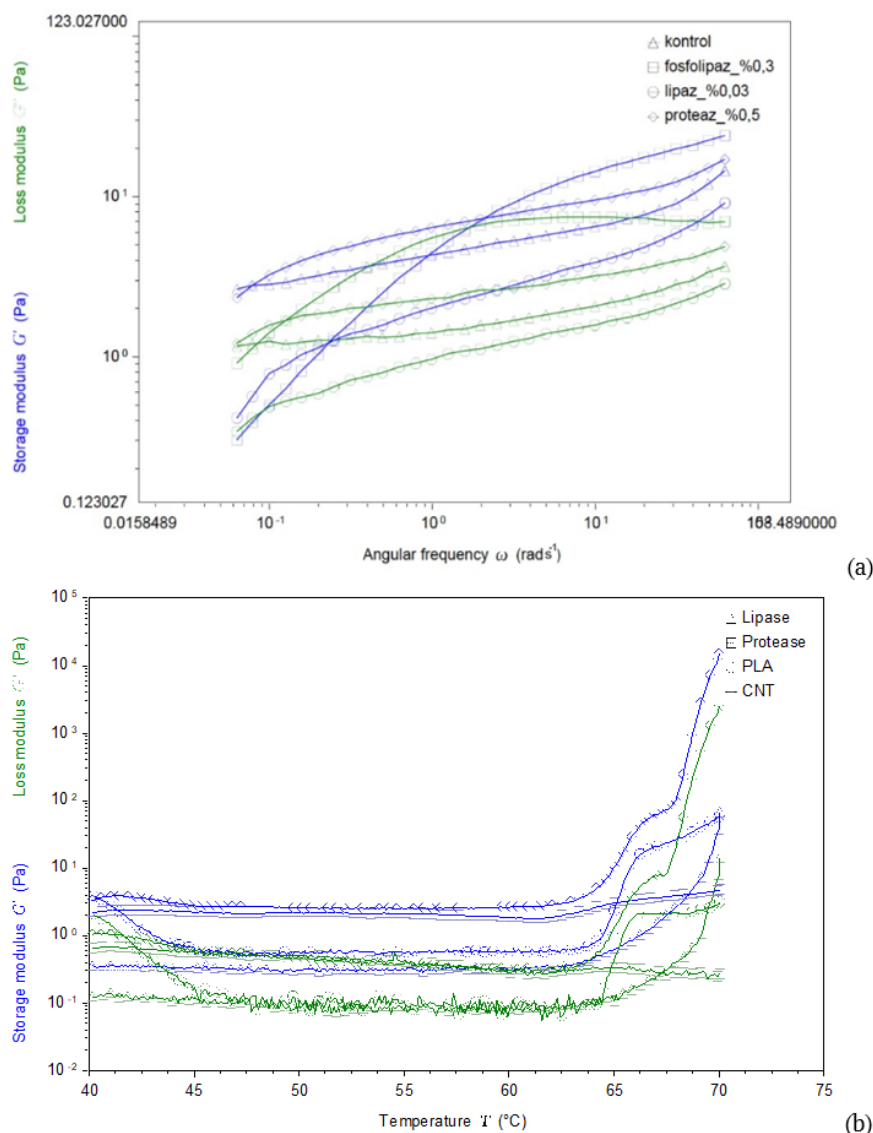 123.027000
Loss modulus G'' (Pa)
Storage modulus G' (Pa)
kontrol
fosfolipaz_%0,3
lipaz_%0,03
proteaz_%0,5
10¹
10⁰
0.123027
0.0158489
10⁻¹
10⁰
10¹
Angular frequency ω (rad s⁻¹)
(a)
Loss modulus G'' (Pa)
Storage modulus G' (Pa)
10⁵
10⁴
10³
10²
10¹
10⁰
10⁻¹
10⁻²
Lipase
Protease
PLA
CNT
40
45
50
55
60
65
70
75
Temperature T (°C)
(b)